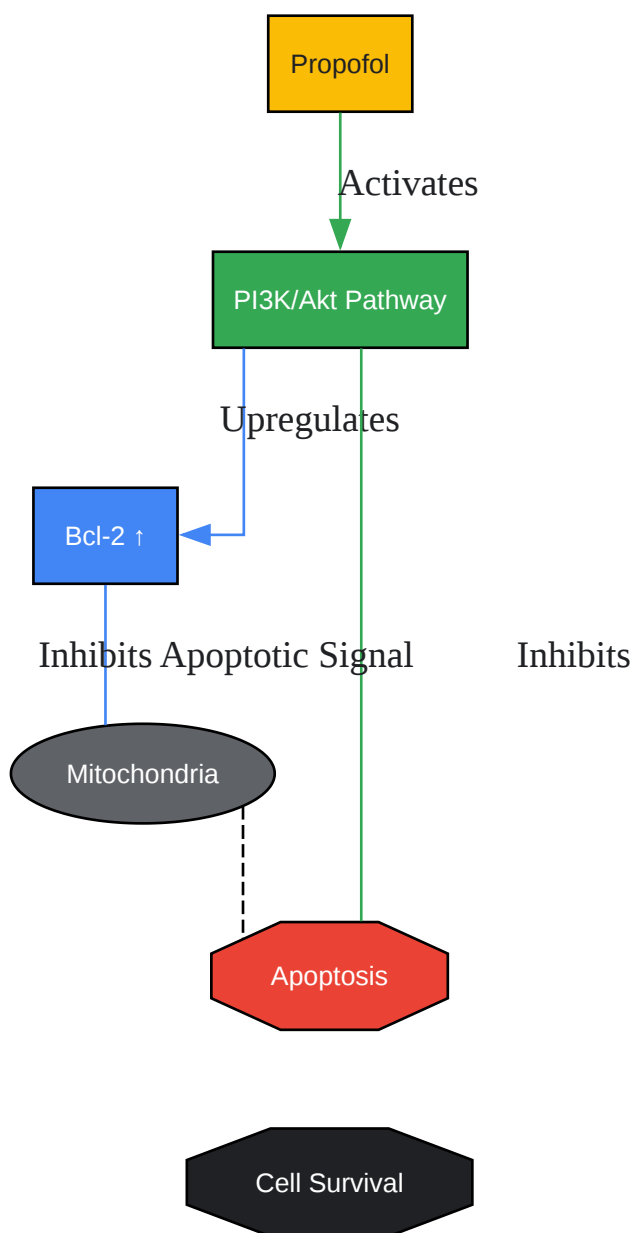 Propofol
Activates
PI3K/Akt Pathway
Upregulates
Bcl-2 ↑
Inhibits Apoptotic Signal
Inhibits
Mitochondria
Apoptosis
Cell Survival